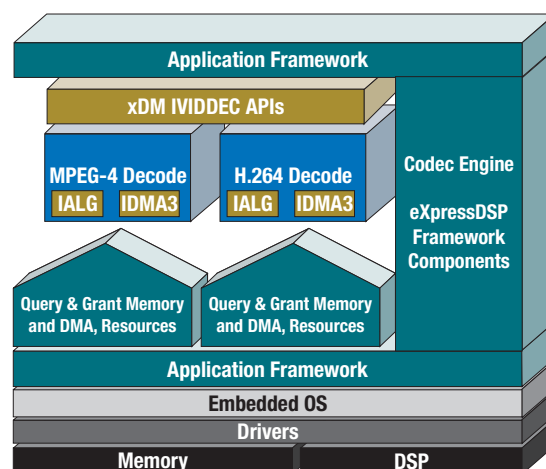 Application Framework
xDM IVIDDEC APIs
MPEG-4 Decode
IALG IDMA3
H.264 Decode
IALG IDMA3
Codec Engine
eXpressDSP
Framework
Components
Query & Grant Memory
and DMA, Resources
Query & Grant Memory
and DMA, Resources
Application Framework
Embedded OS
Drivers
Memory
DSP